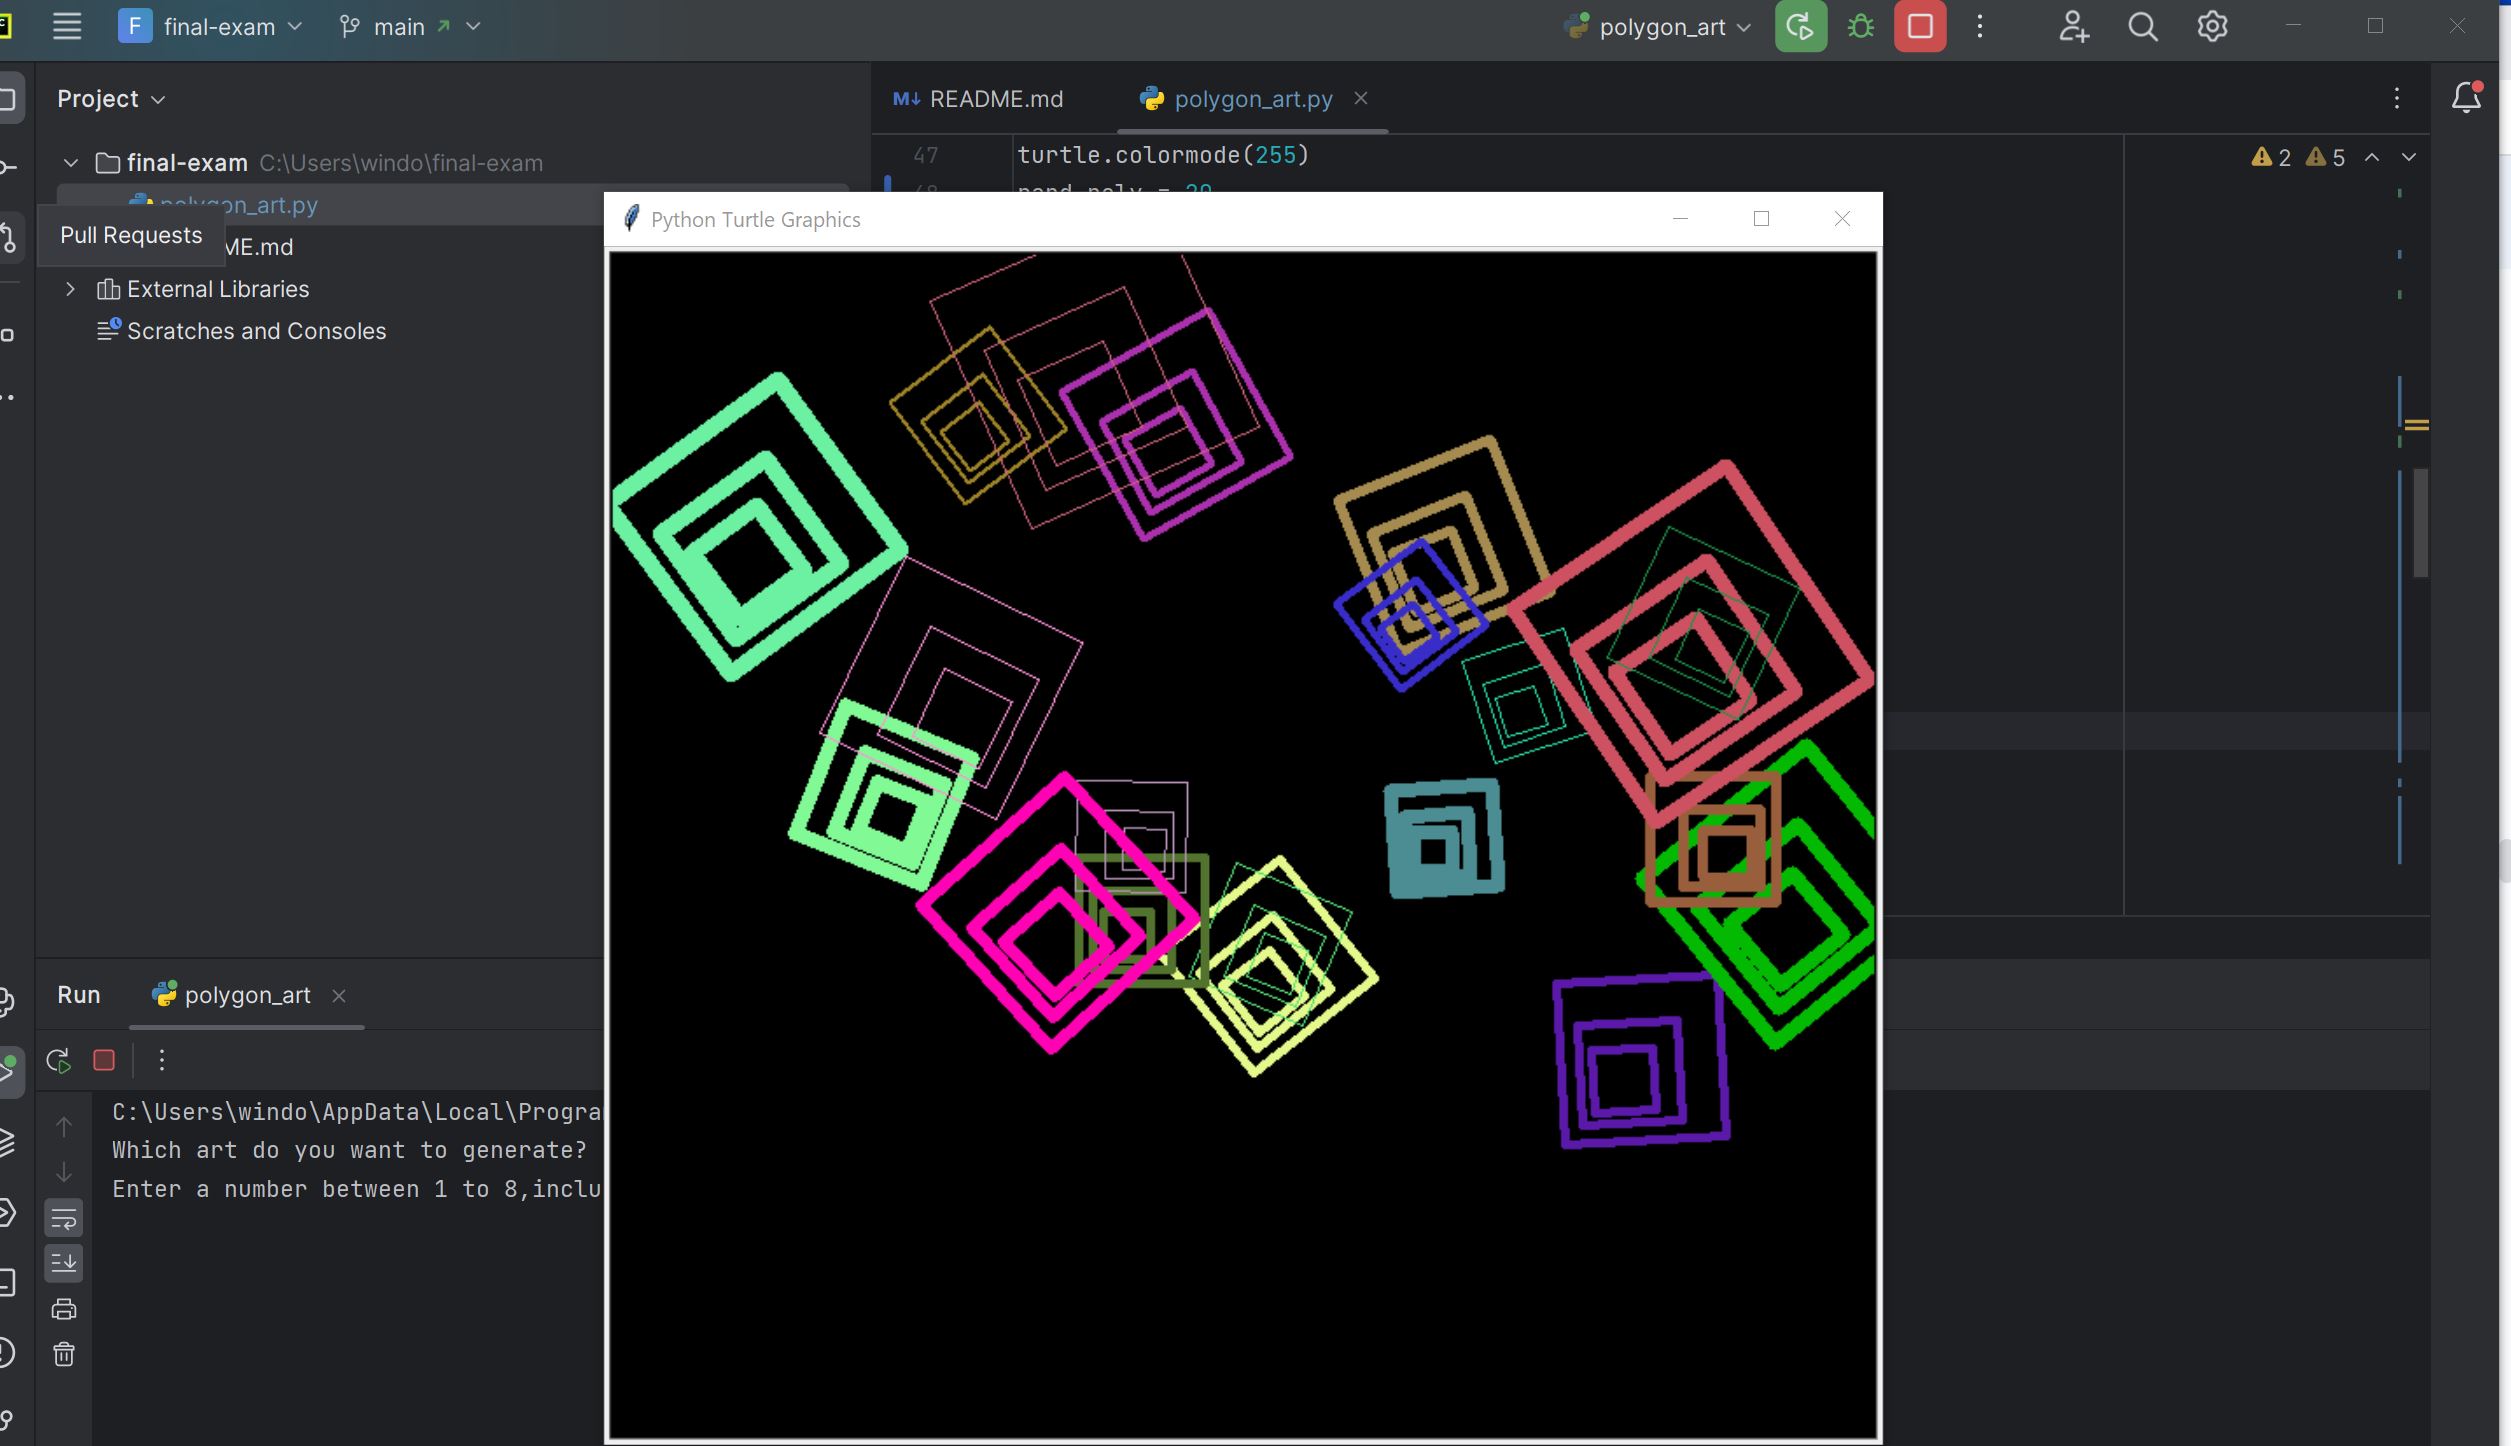 F final-exam main polygon_art
Project
README.md polygon_art.py
final-exam C:\Users\windo\final-exam
47 turtle.colormode(255)
2 5
polygon_art.py
Pull Requests
ME.md
External Libraries
Scratches and Consoles
Python Turtle Graphics
Run polygon_art
C:\Users\windo\AppData\Local\Progra
Which art do you want to generate?
Enter a number between 1 to 8,inclu